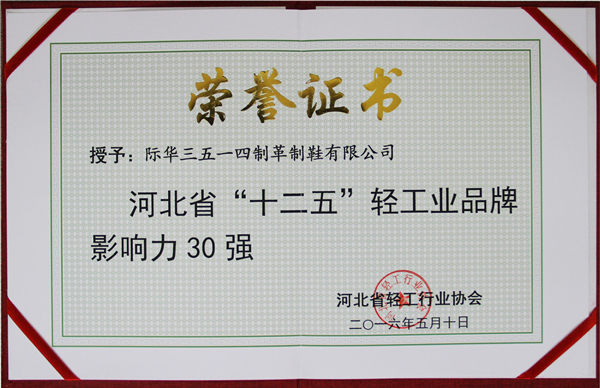 荣誉证书
授予：际华三五一四制革制鞋有限公司
河北省“十二五”轻工业品牌
影响力30强
河北省轻工行业协会
二〇一六年五月十日